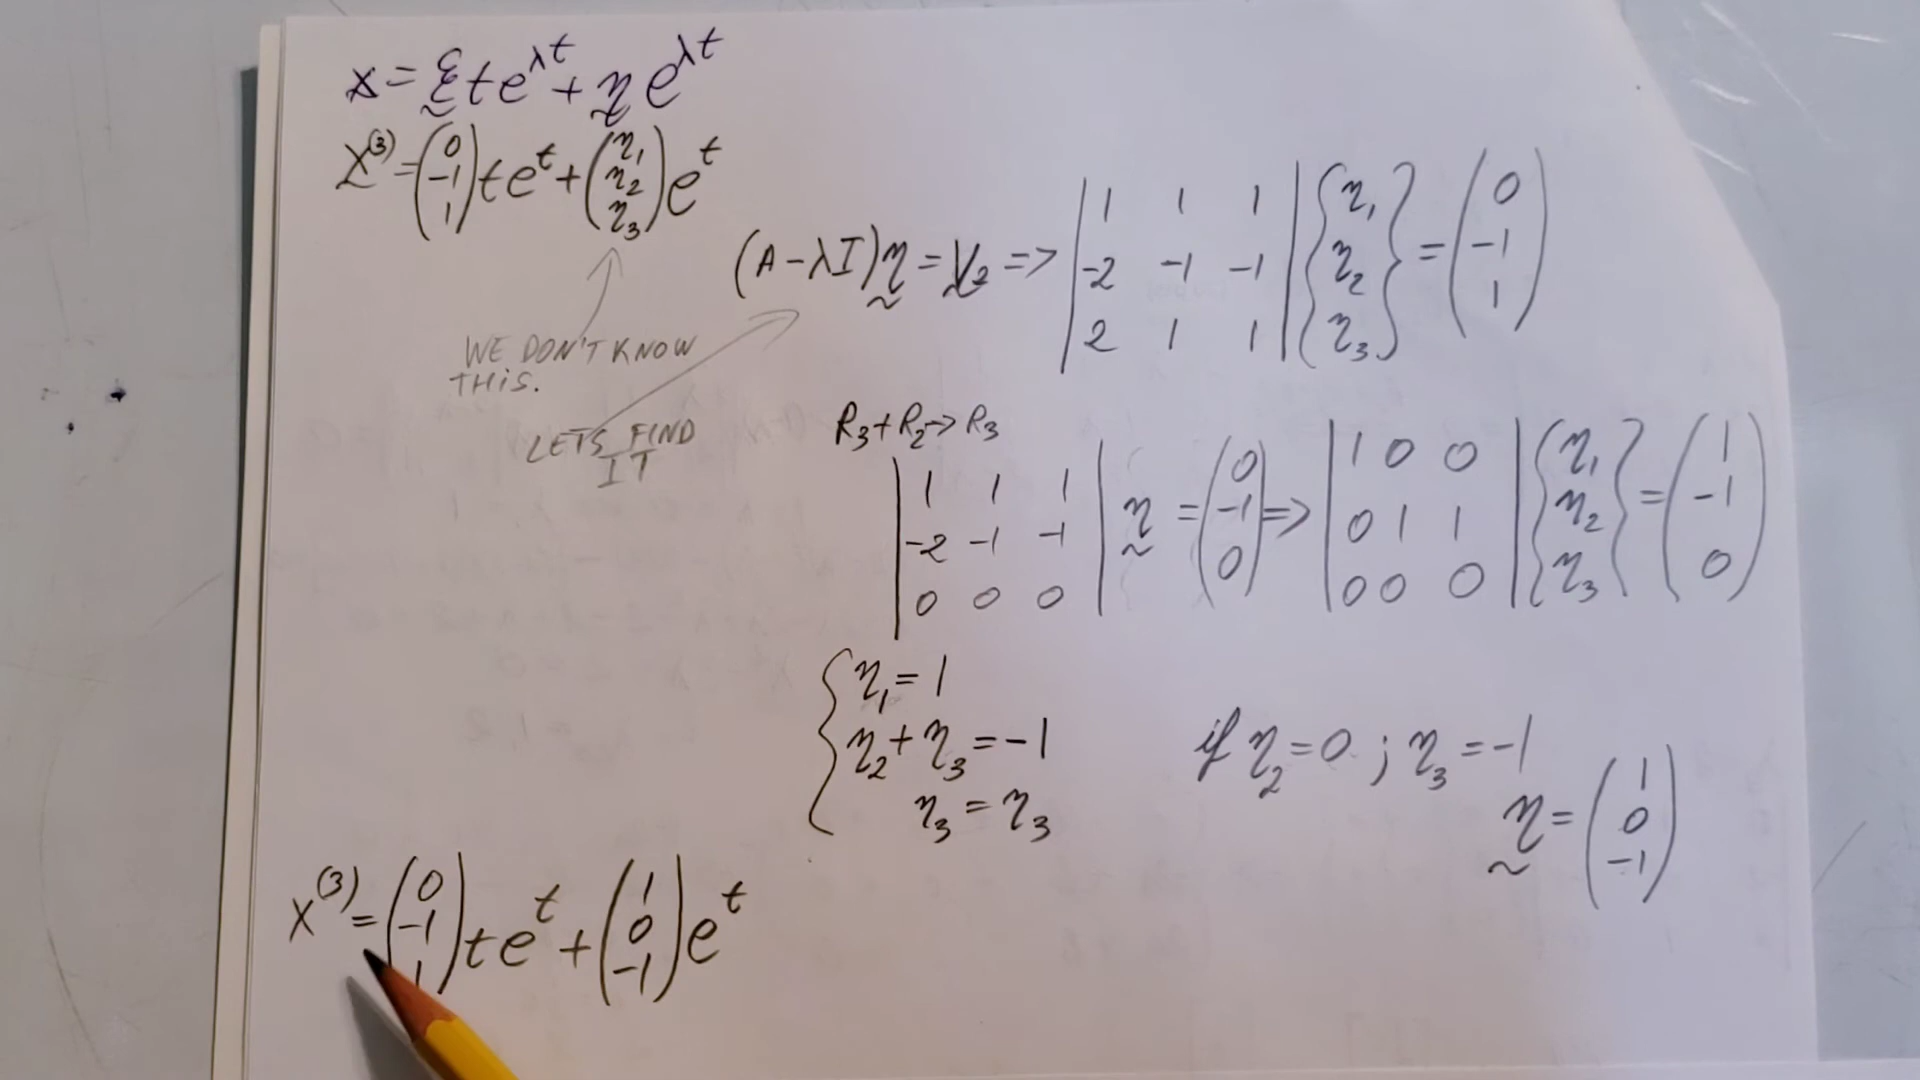 x = ξ t e^λt + η e^λt
x^(3) = (0 -1 1) t e^t + (η1 η2 η3) e^t
(A - λI) η = V2 => | 1 1 1 | {η1} = (0)
| -2 -1 -1 | {η2} (-1)
| 2 1 1 | {η3} (1)
WE DON'T KNOW
THIS.
LETS FIND
IT
R3 + R2 -> R3
| 1 1 1 | η = (0) => | 1 0 0 | {η1} = (1)
| -2 -1 -1 | (-1) | 0 1 1 | {η2} (-1)
| 0 0 0 | (0) | 0 0 0 | {η3} (0)
{ η1 = 1
η2 + η3 = -1
η3 = η3
if η2 = 0 ; η3 = -1
η = (1 0 -1)
x^(3) = (0 -1 1) t e^t + (1 0 -1) e^t